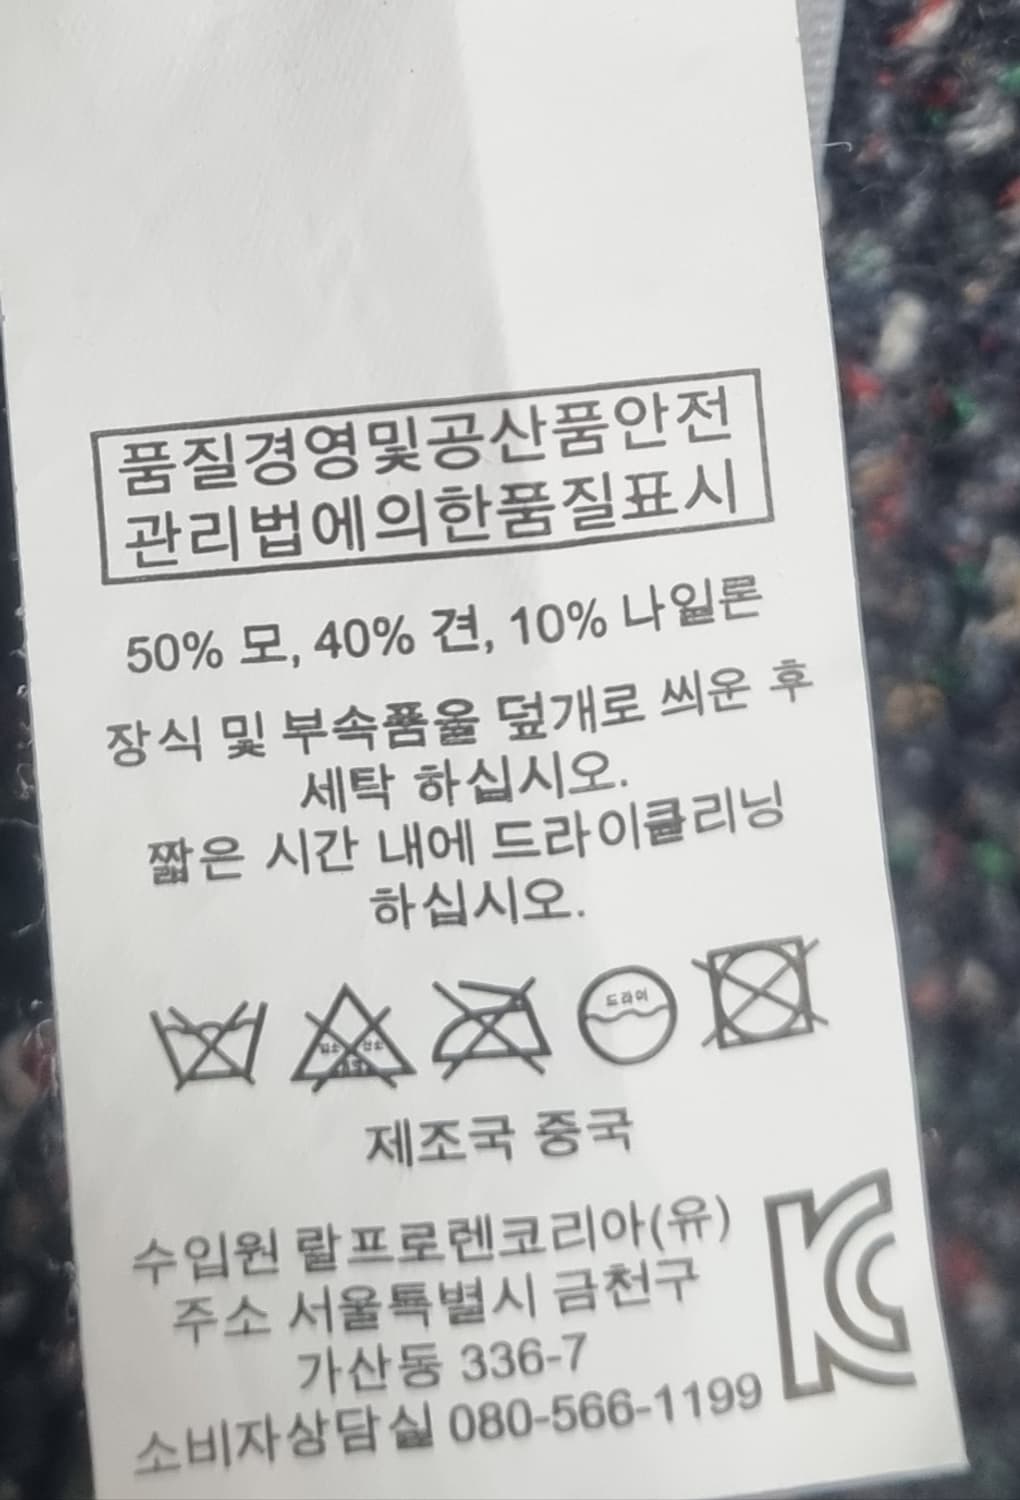 품질경영및공산품안전
관리법에의한품질표시
50% 모, 40% 견, 10% 나일론
장식 및 부속품을 덮개로 씌운 후
세탁 하십시오.
짧은 시간 내에 드라이클리닝
하십시오.
드라이
제조국 중국
수입원 랄프로렌코리아(유)
주소 서울특별시 금천구
가산동 336-7
소비자상담실 080-566-1199
KC